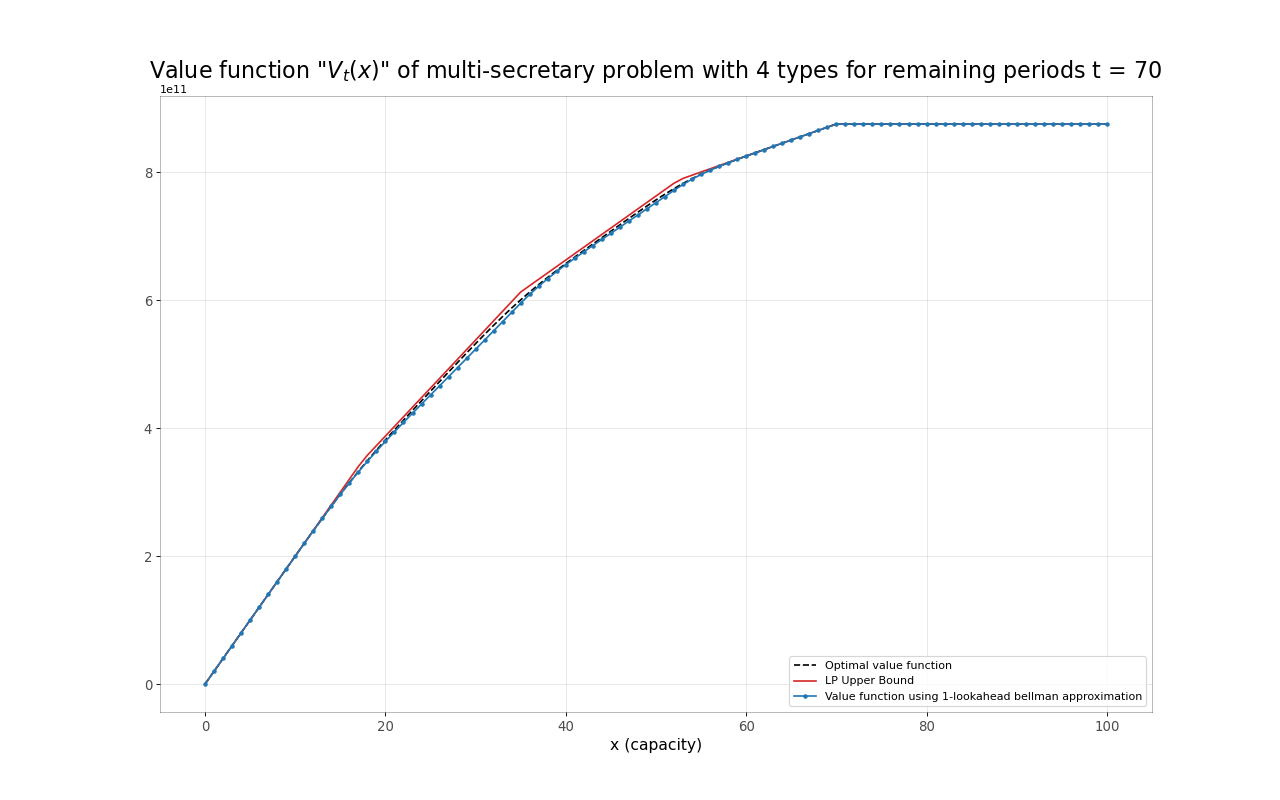 Value function "V_t(x)" of multi-secretary problem with 4 types for remaining periods t = 70
1e11
8
6
4
2
0
Optimal value function
LP Upper Bound
Value function using 1-lookahead bellman approximation
0 20 40 60 80 100
x (capacity)